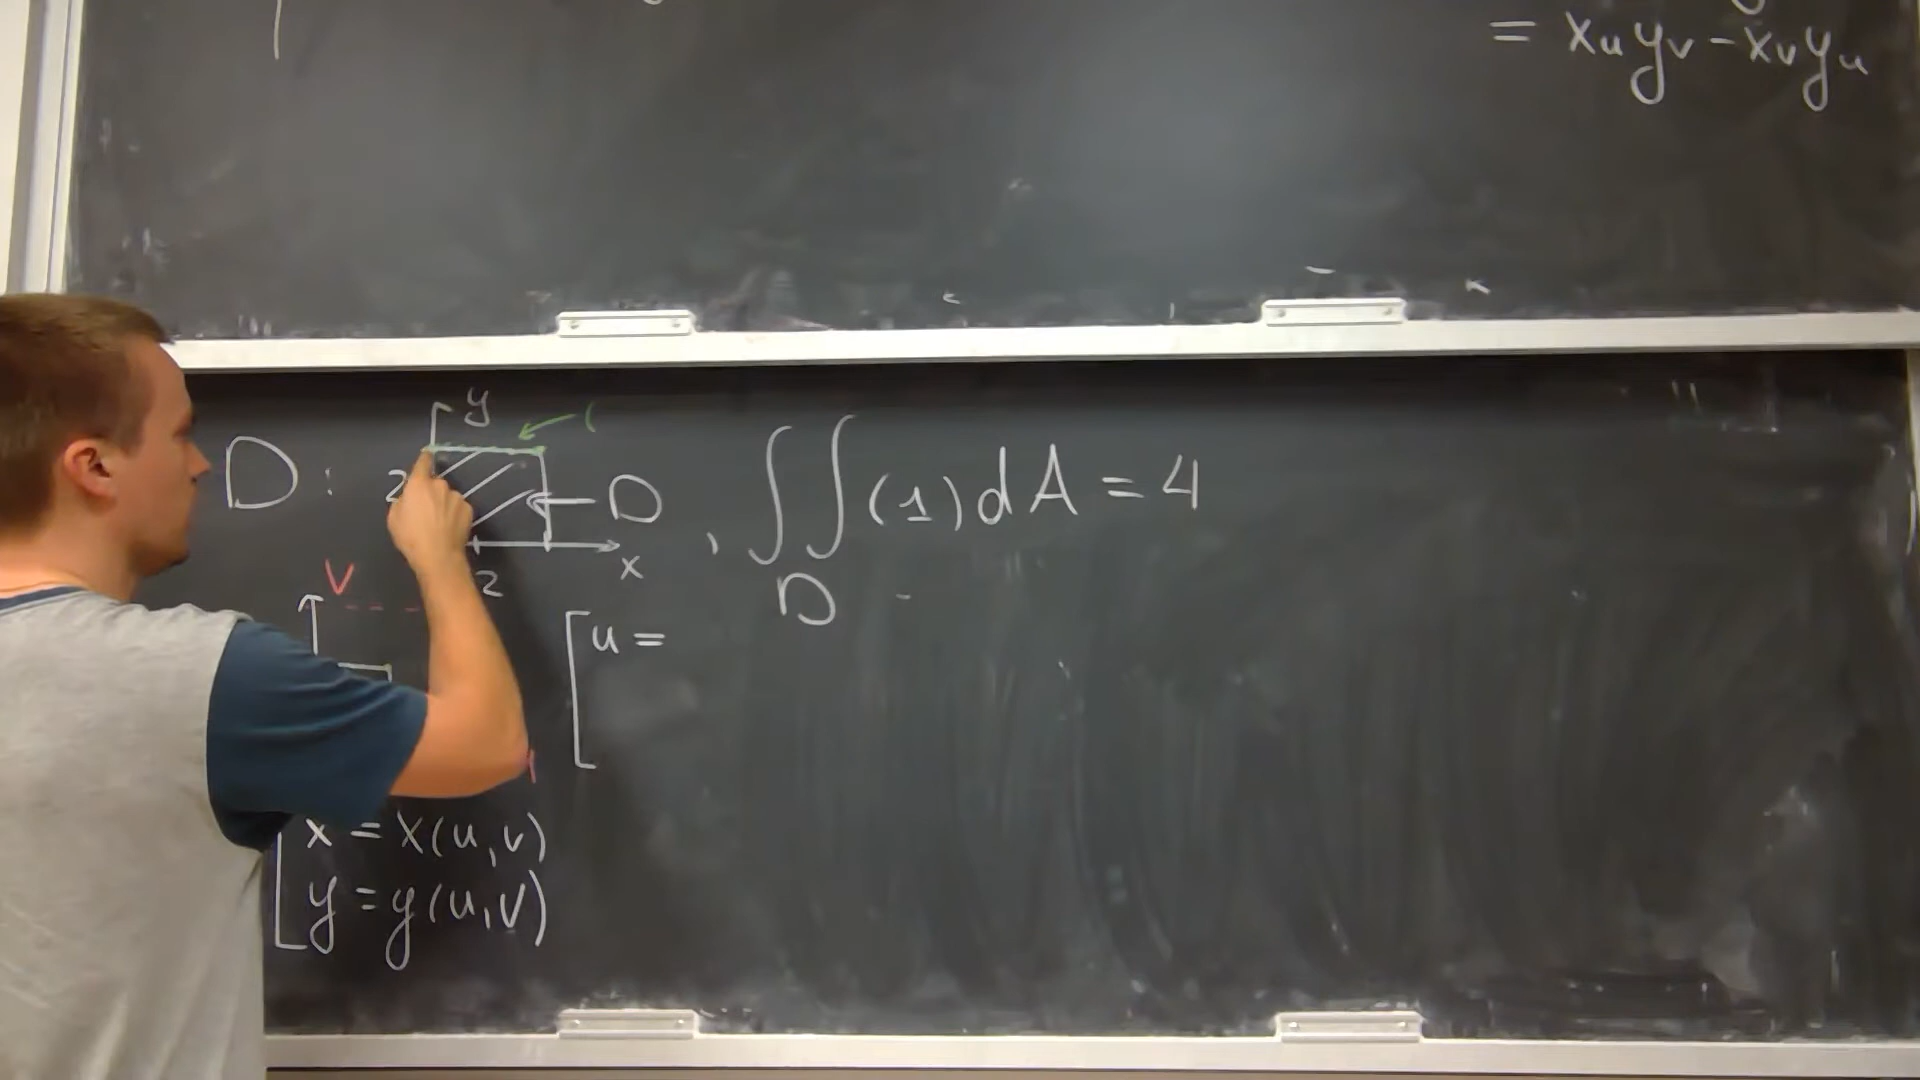 = xᵤyᵥ - xᵥyᵤ
y
D :
2
D
x
2
, ∬ (1) dA = 4
D
V
[ u =
x = x(u,v)
y = y(u,v)